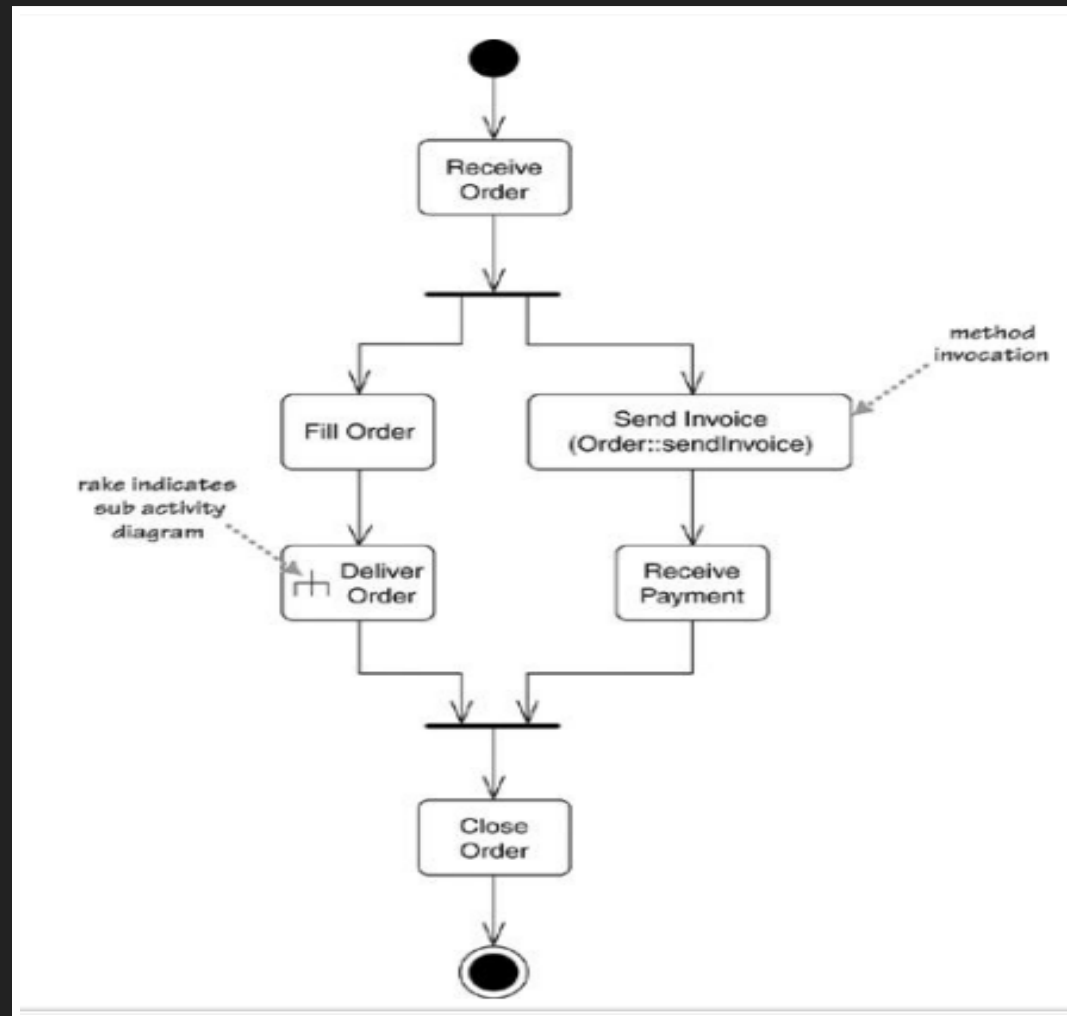 Receive
Order
method
invocation
Fill Order
Send Invoice
(Order::sendInvoice)
rake indicates
sub activity
diagram
Deliver
Order
Receive
Payment
Close
Order